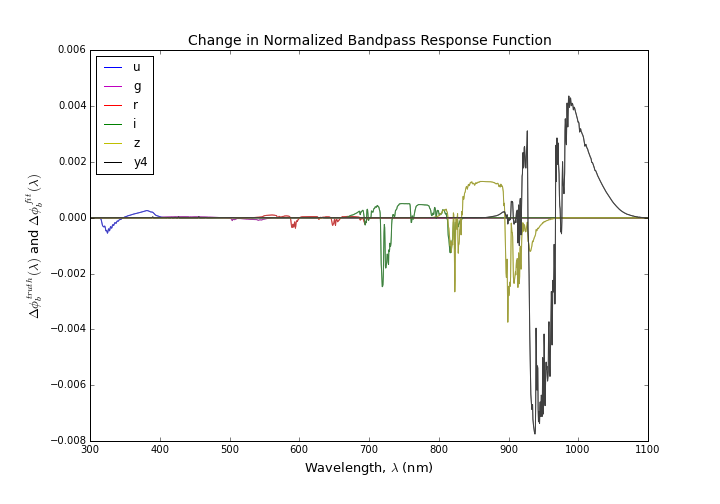 Change in Normalized Bandpass Response Function
0.006
0.004
0.002
0.000
−0.002
−0.004
−0.006
−0.008
Δϕ_b^{truth}(λ) and Δϕ_b^{fit}(λ)
u
g
r
i
z
y4
300 400 500 600 700 800 900 1000 1100
Wavelength, λ (nm)